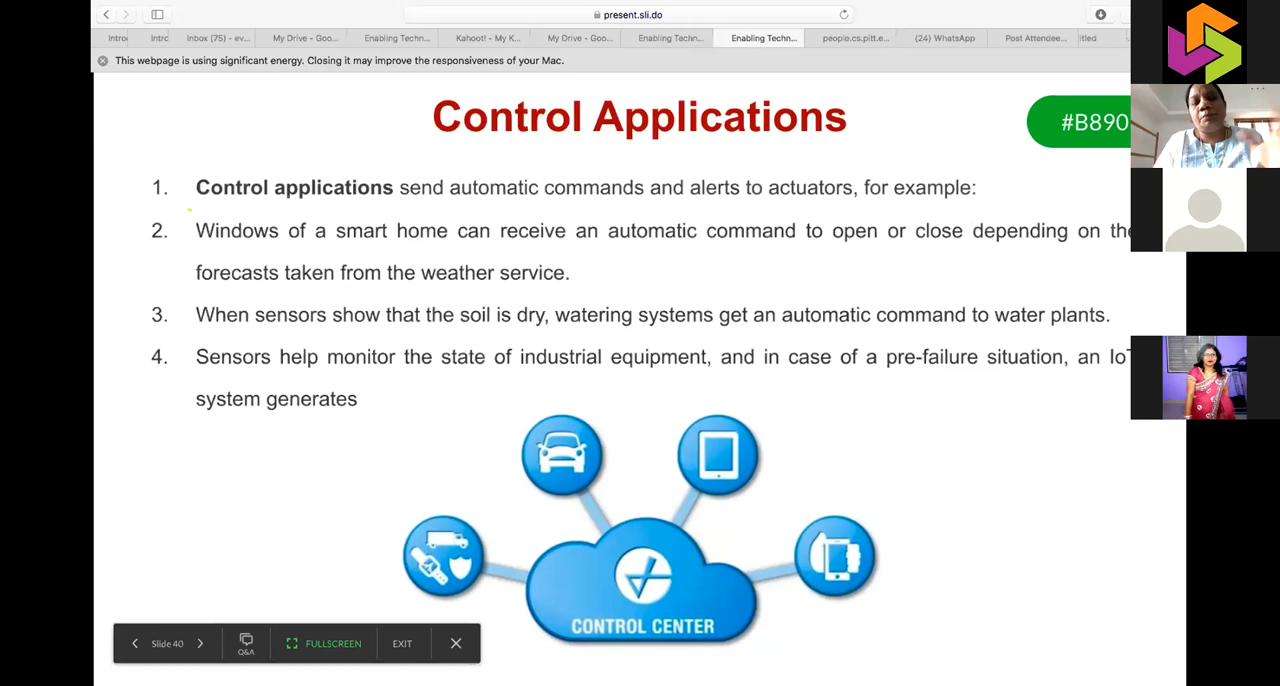 present.sli.do
Introd
Intro
Inbox (75) - ev...
My Drive - Goo...
Enabling Techn...
Kahoot! - My K...
My Drive - Goo...
Enabling Techn...
Enabling Techn...
people.cs.pitt.e...
(24) WhatsApp
Post Attendee...
titled
This webpage is using significant energy. Closing it may improve the responsiveness of your Mac.
Control Applications
#B890
1. Control applications send automatic commands and alerts to actuators, for example:
2. Windows of a smart home can receive an automatic command to open or close depending on the
forecasts taken from the weather service.
3. When sensors show that the soil is dry, watering systems get an automatic command to water plants.
4. Sensors help monitor the state of industrial equipment, and in case of a pre-failure situation, an IoT
system generates
CONTROL CENTER
Slide 40
Q&A
FULLSCREEN
EXIT